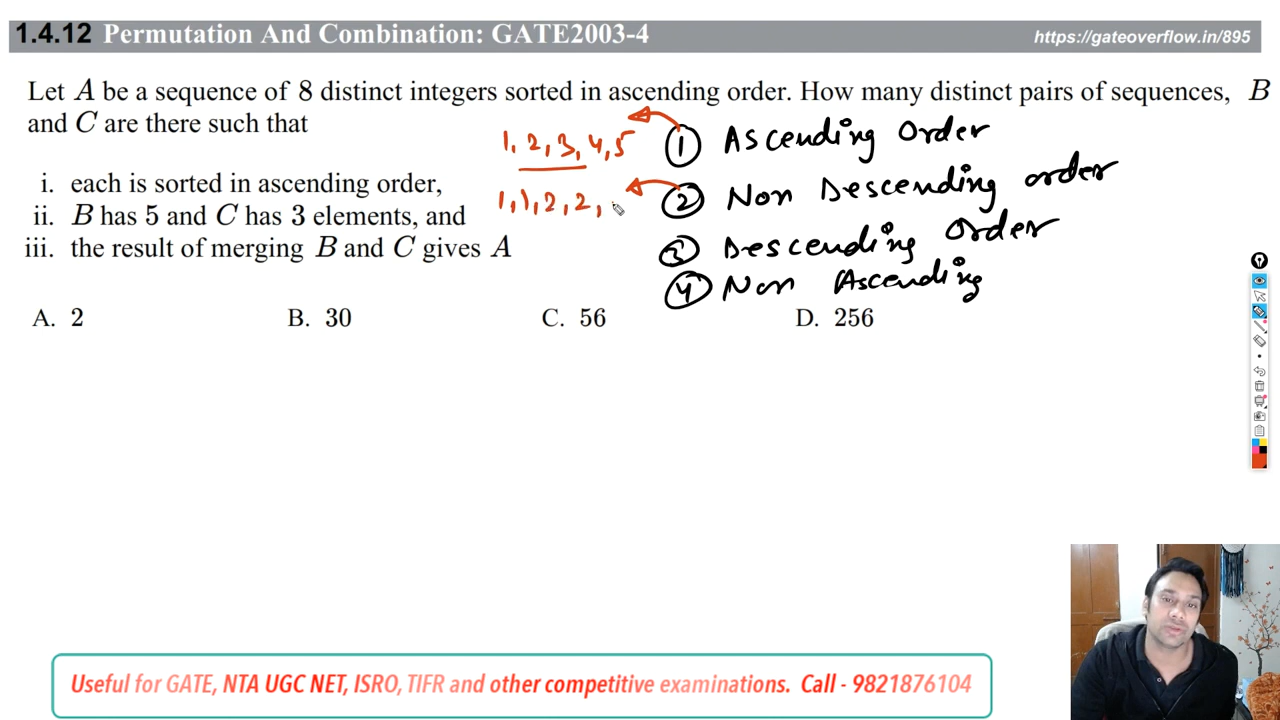 1.4.12 Permutation And Combination: GATE2003-4 https://gateoverflow.in/895
Let A be a sequence of 8 distinct integers sorted in ascending order. How many distinct pairs of sequences, B
and C are there such that
1, 2, 3, 4, 5 ① Ascending Order
i. each is sorted in ascending order,
1, 1, 2, 2, ② Non Descending order
ii. B has 5 and C has 3 elements, and
③ Descending Order
iii. the result of merging B and C gives A
④ Non Ascending
A. 2 B. 30 C. 56 D. 256
Useful for GATE, NTA UGC NET, ISRO, TIFR and other competitive examinations. Call - 9821876104